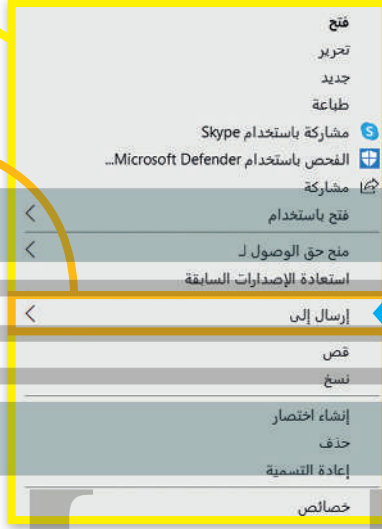 فتح
تحرير
جديد
طباعة
مشاركة باستخدام Skype
الفحص باستخدام Microsoft Defender...
مشاركة
فتح باستخدام
منح حق الوصول لـ
استعادة الإصدارات السابقة
إرسال إلى
قص
نسخ
إنشاء اختصار
حذف
إعادة التسمية
خصائص